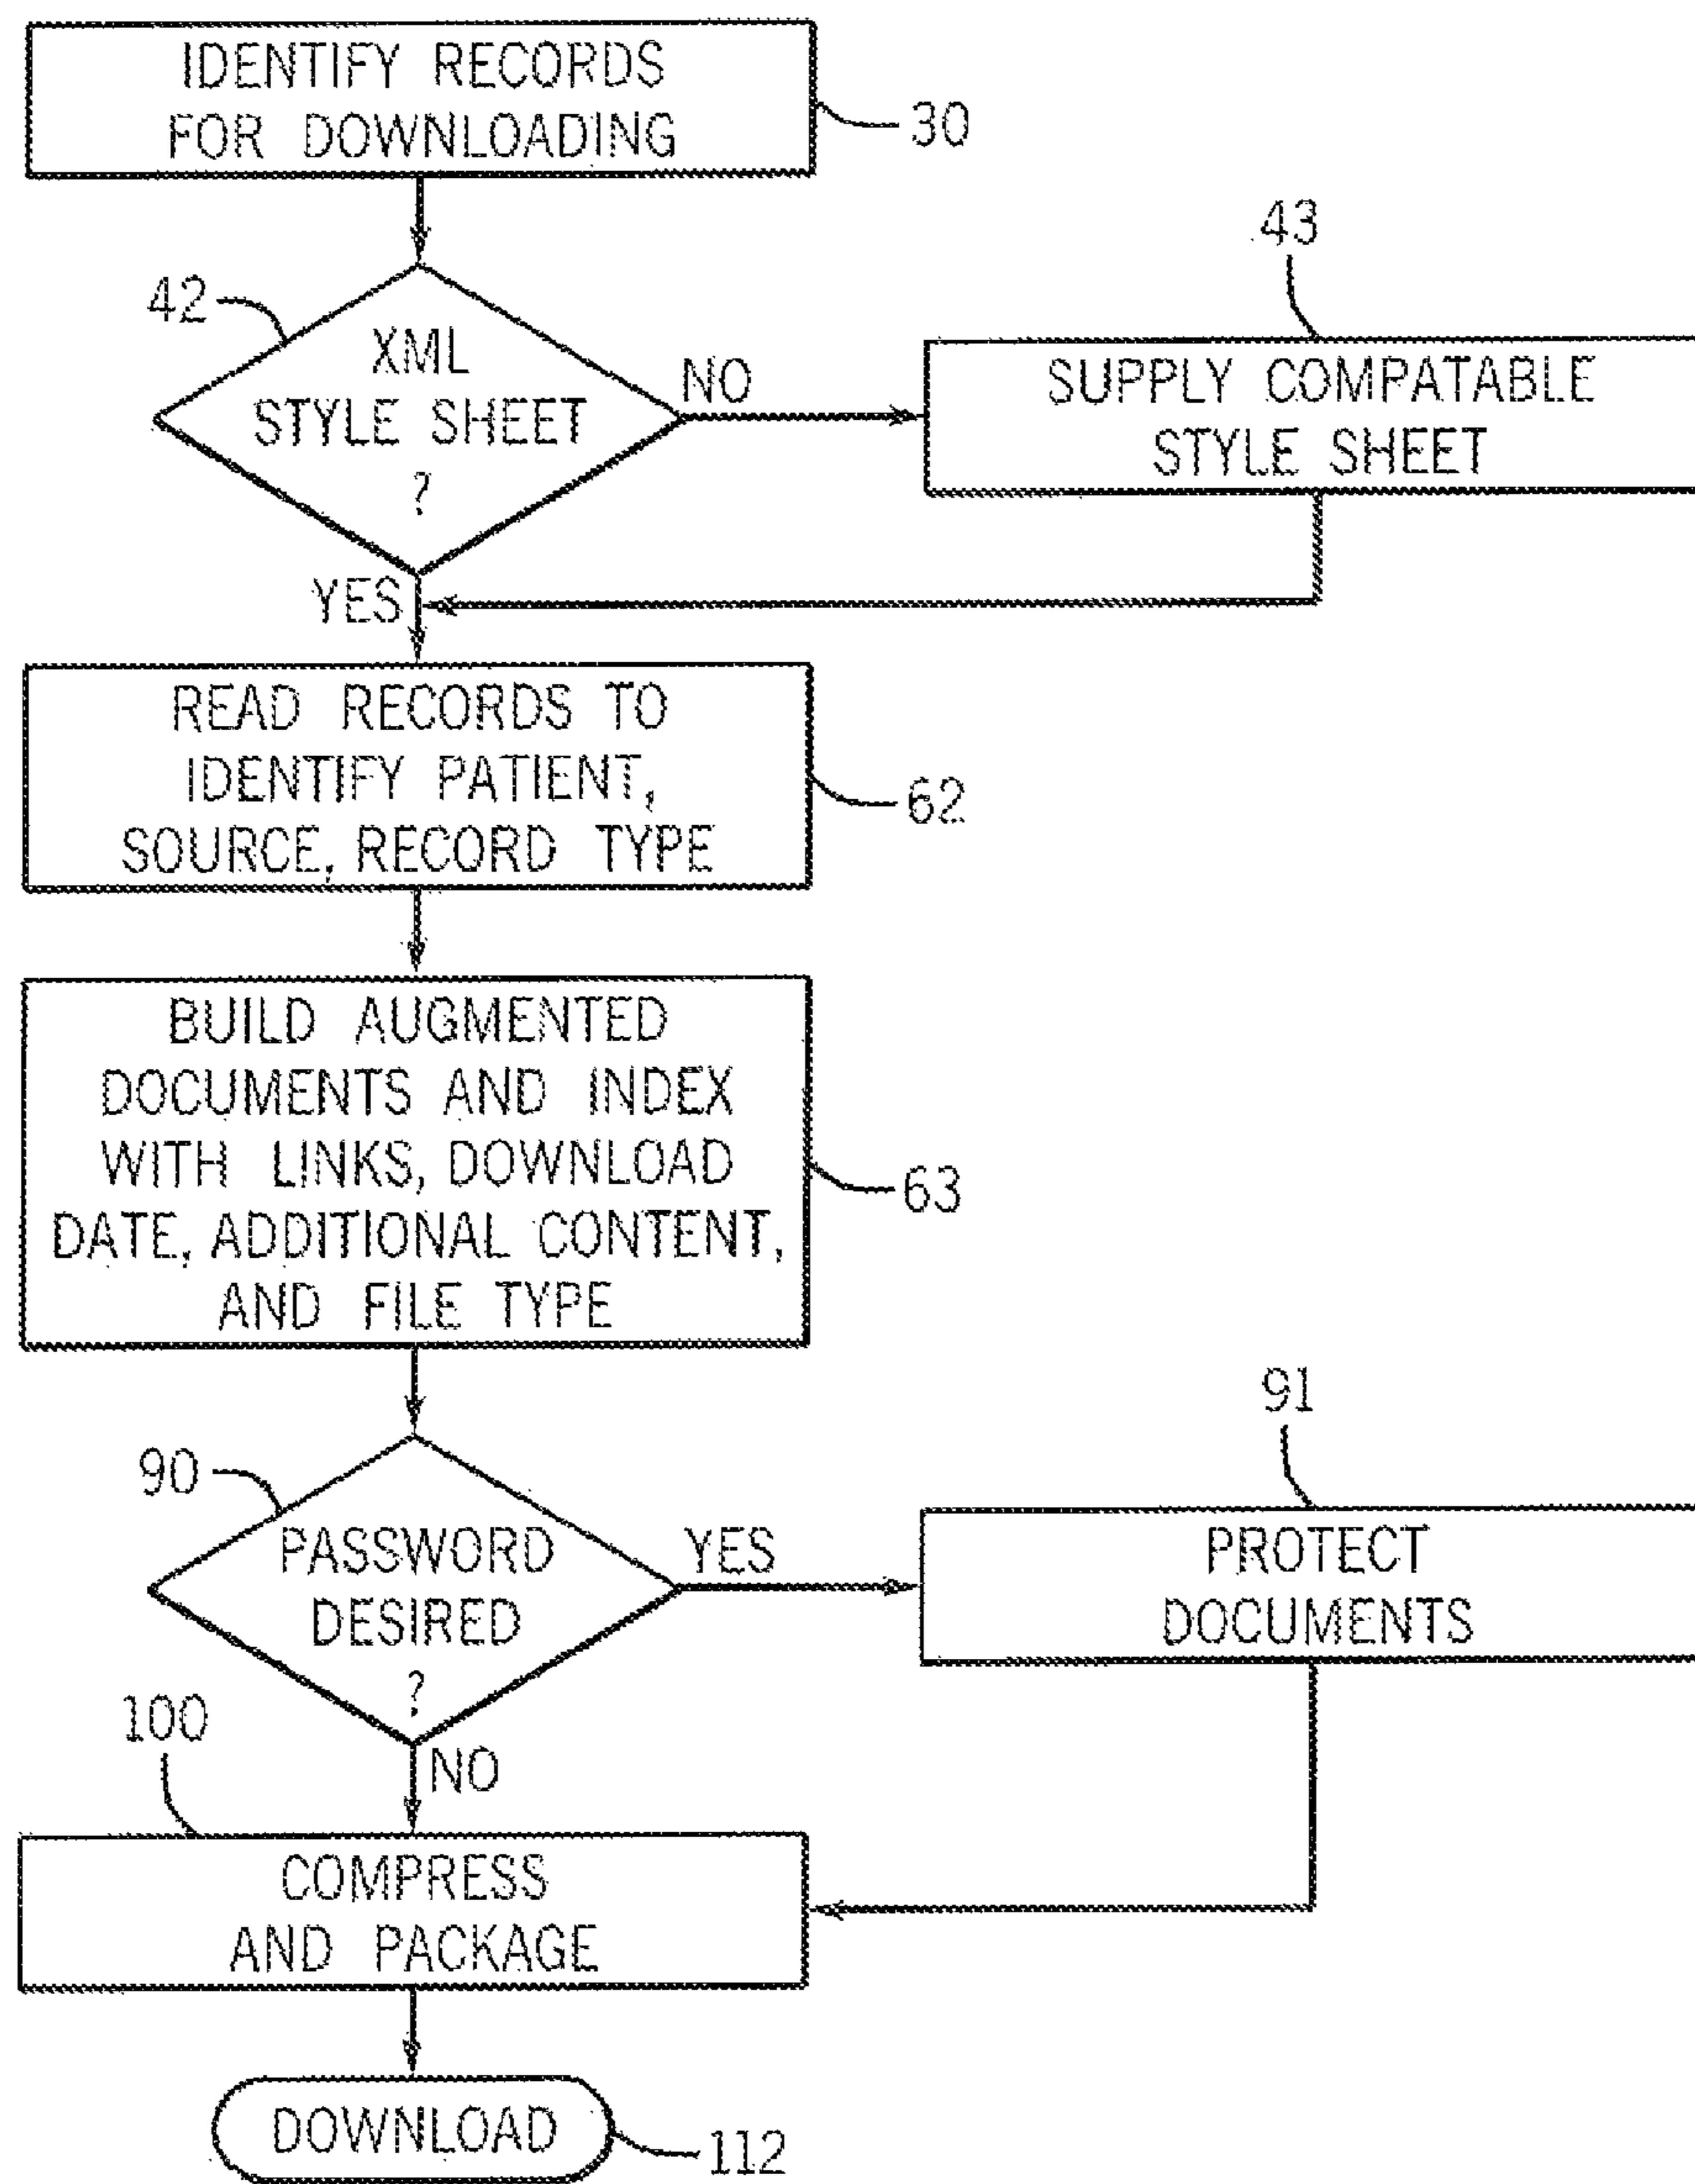 IDENTIFY RECORDS
FOR DOWNLOADING
30
42
XML
STYLE SHEET
?
NO
43
SUPPLY COMPATABLE
STYLE SHEET
YES
READ RECORDS TO
IDENTIFY PATIENT,
SOURCE, RECORD TYPE
62
BUILD AUGMENTED
DOCUMENTS AND INDEX
WITH LINKS, DOWNLOAD
DATE, ADDITIONAL CONTENT,
AND FILE TYPE
63
90
PASSWORD
DESIRED
?
YES
91
PROTECT
DOCUMENTS
NO
100
COMPRESS
AND PACKAGE
DOWNLOAD
112